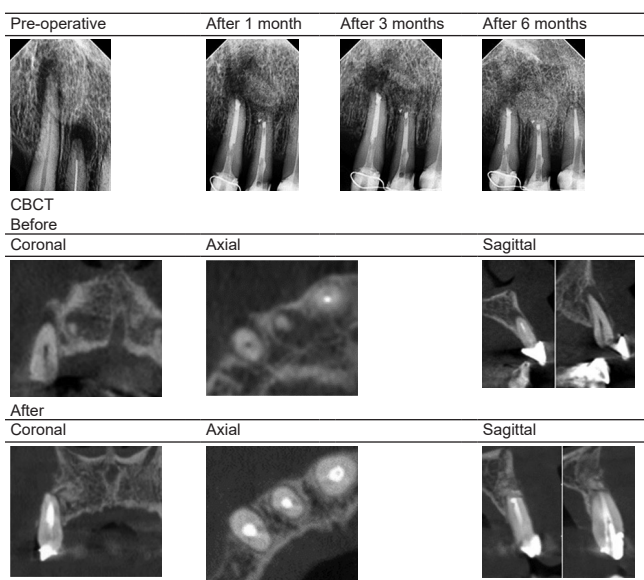 Pre-operative After 1 month After 3 months After 6 months
CBCT
Before
Coronal Axial Sagittal
After
Coronal Axial Sagittal